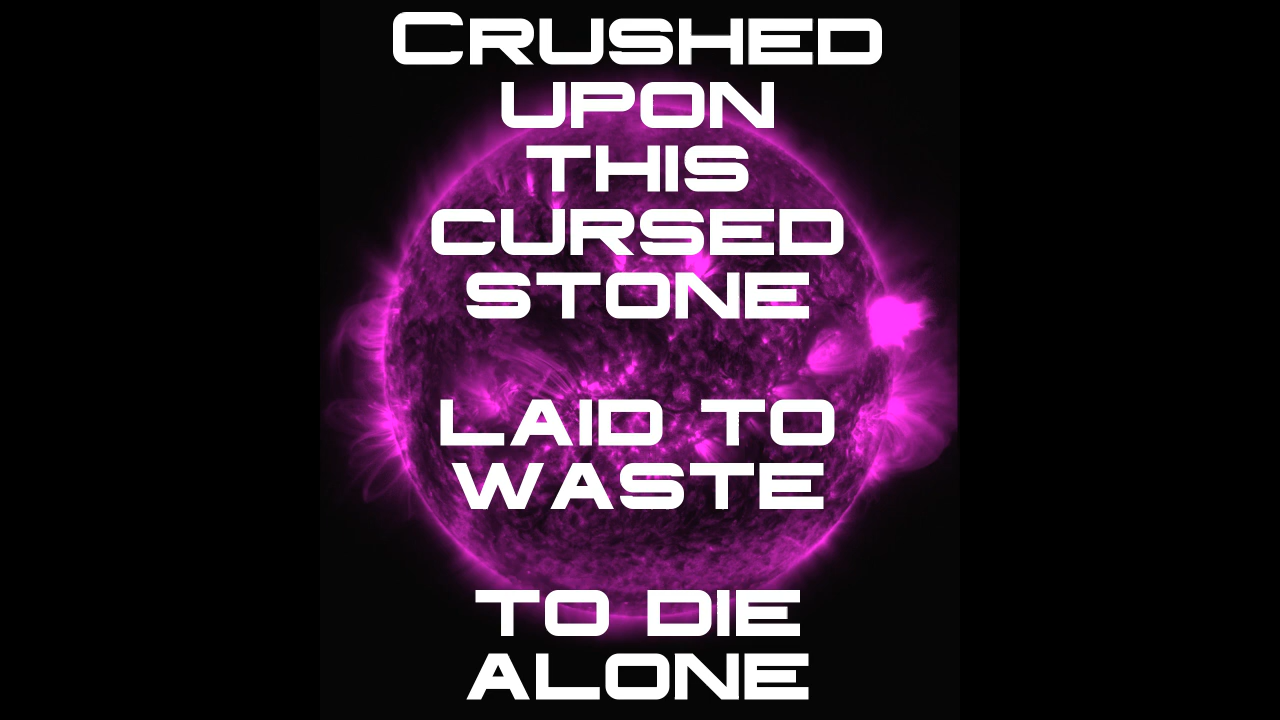 Crushed
upon
this
cursed
stone
laid to
waste
to die
alone